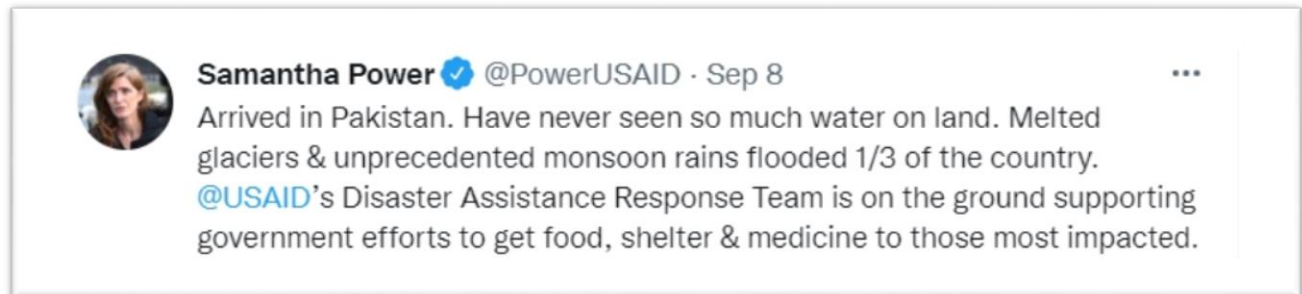 Samantha Power @PowerUSAID · Sep 8
Arrived in Pakistan. Have never seen so much water on land. Melted
glaciers & unprecedented monsoon rains flooded 1/3 of the country.
@USAID’s Disaster Assistance Response Team is on the ground supporting
government efforts to get food, shelter & medicine to those most impacted.